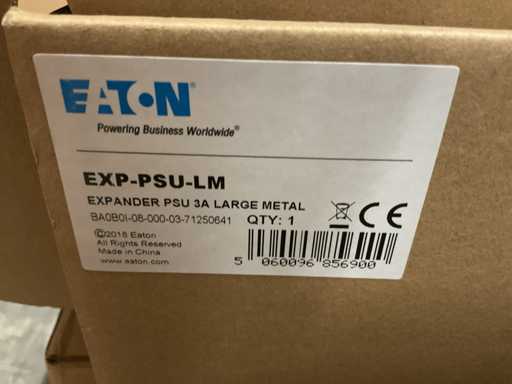 EATON
Powering Business Worldwide®
EXP-PSU-LM
EXPANDER PSU 3A LARGE METAL
BA0B0I-08-000-03-71250641 QTY: 1
©2018 Eaton
All Rights Reserved
Made in China
www.eaton.com
CE
5 060096 856900